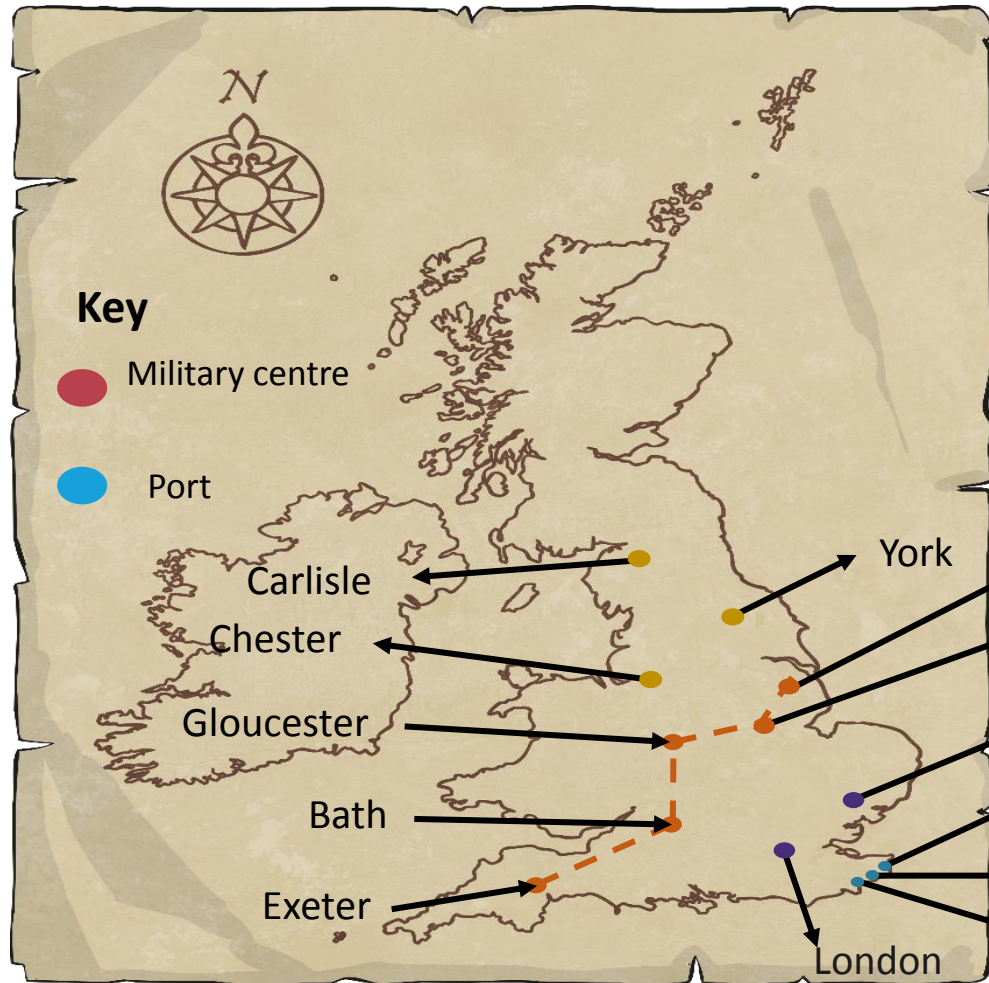 N
Key
Military centre
Port
York
Carlisle
Chester
Gloucester
Bath
Exeter
London